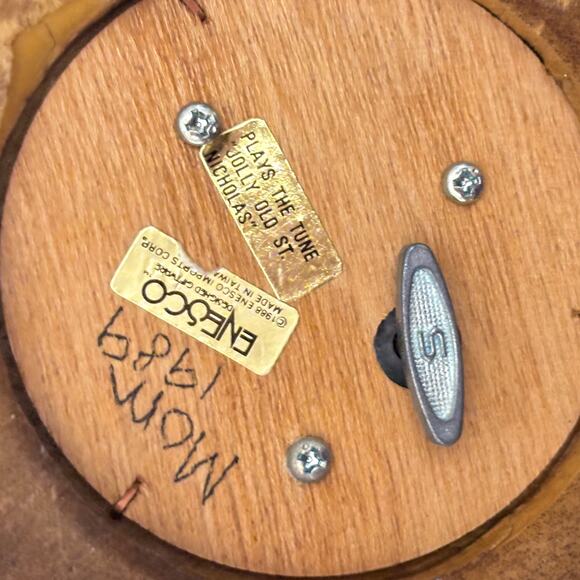 PLAYS THE TUNE
"JOLLY OLD ST.
NICHOLAS"
ENESCO
™ DESIGNED GIFTWARE
©1988 ENESCO IMPORTS CORP.
MADE IN TAIWAN
Mom
1989
S